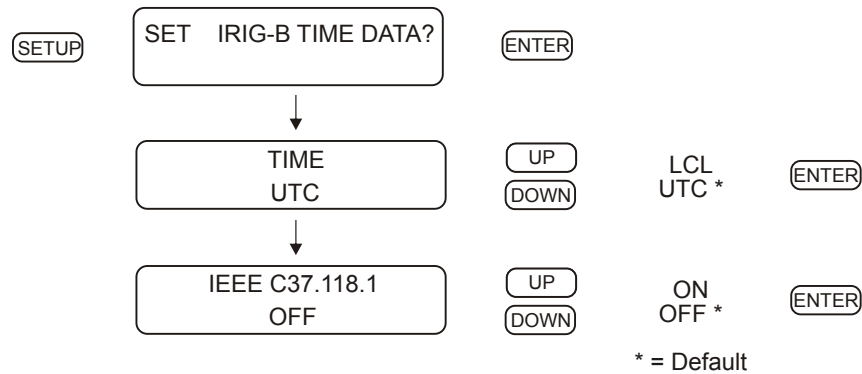 SETUP
SET IRIG-B TIME DATA?
ENTER
TIME
UTC
UP
DOWN
LCL
UTC *
ENTER
IEEE C37.118.1
OFF
UP
DOWN
ON
OFF *
ENTER
* = Default